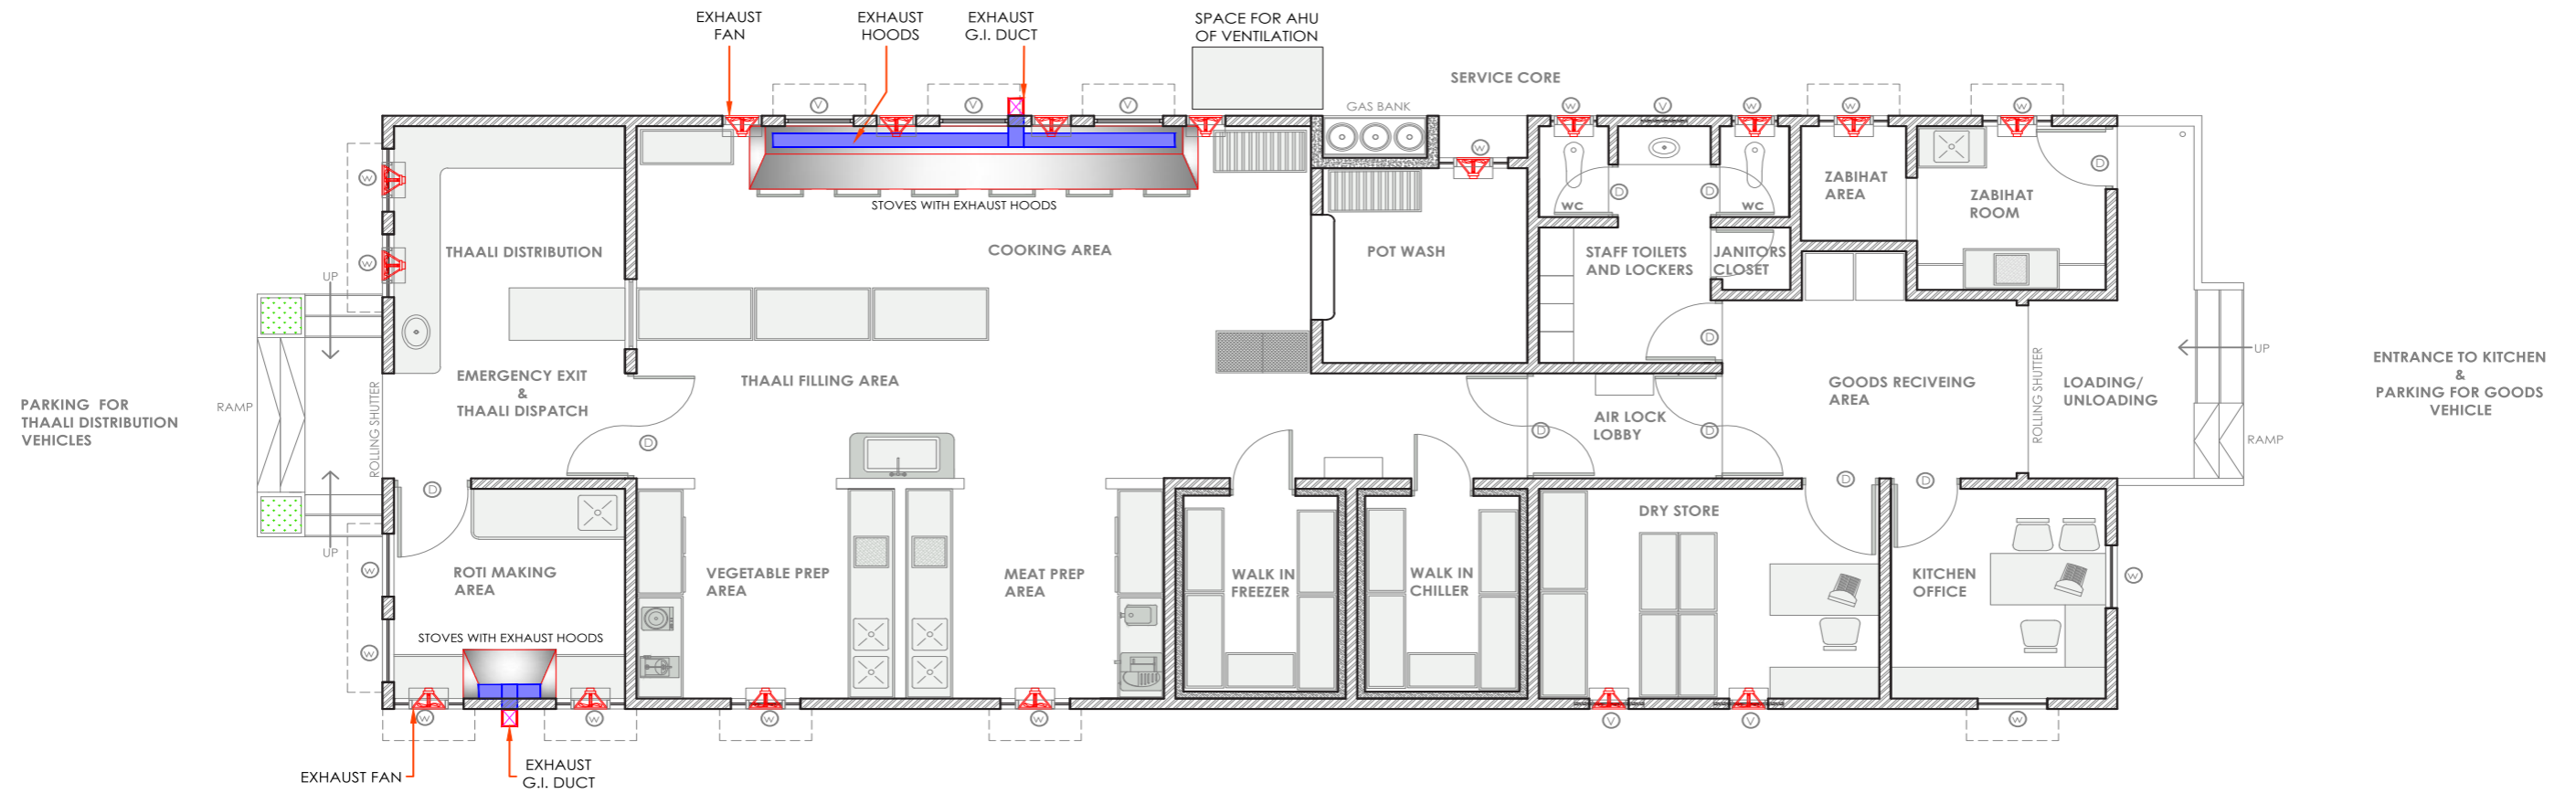 EXHAUST
FAN
EXHAUST
HOODS
EXHAUST
G.I. DUCT
SPACE FOR AHU
OF VENTILATION
SERVICE CORE
GAS BANK
V
V
V
W
V
W
W
W
W
W
W
D
D
D
WC
WC
ZABIHAT
AREA
ZABIHAT
ROOM
STOVES WITH EXHAUST HOODS
THAALI DISTRIBUTION
COOKING AREA
POT WASH
STAFF TOILETS
AND LOCKERS
JANITORS
CLOSET
UP
D
UP
EMERGENCY EXIT
&
THAALI DISPATCH
THAALI FILLING AREA
GOODS RECIVEING
AREA
LOADING/
UNLOADING
ENTRANCE TO KITCHEN
&
PARKING FOR GOODS
VEHICLE
PARKING FOR
THAALI DISTRIBUTION
VEHICLES
RAMP
ROLLING SHUTTER
ROLLING SHUTTER
AIR LOCK
LOBBY
RAMP
D
D
D
D
D
D
UP
DRY STORE
ROTI MAKING
AREA
VEGETABLE PREP
AREA
MEAT PREP
AREA
WALK IN
FREEZER
WALK IN
CHILLER
KITCHEN
OFFICE
W
W
W
STOVES WITH EXHAUST HOODS
W
W
W
W
V
V
W
EXHAUST FAN
EXHAUST
G.I. DUCT